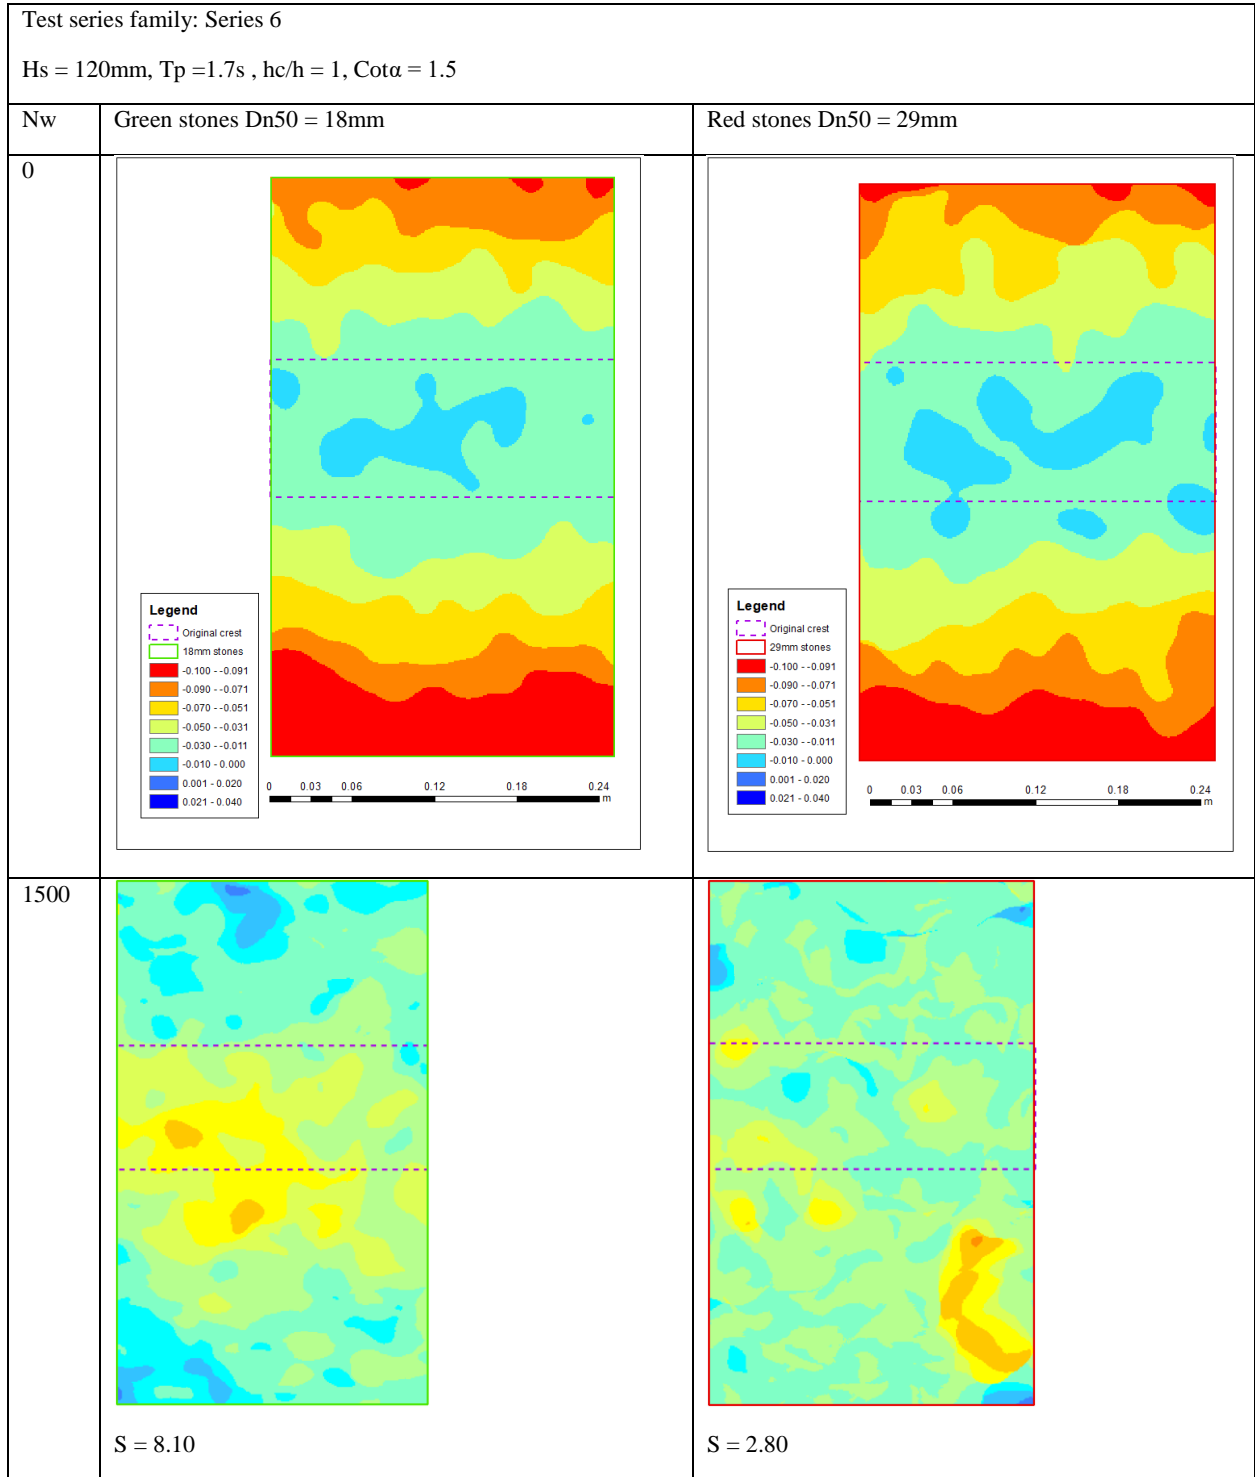 Test series family: Series 6
Hs = 120mm, Tp =1.7s , hc/h = 1, Cotα = 1.5
Nw
Green stones Dn50 = 18mm
Red stones Dn50 = 29mm
0
Legend
Original crest
18mm stones
-0.100 - -0.091
-0.090 - -0.071
-0.070 - -0.051
-0.050 - -0.031
-0.030 - -0.011
-0.010 - 0.000
0.001 - 0.020
0.021 - 0.040
0 0.03 0.06 0.12 0.18 0.24
m
Legend
Original crest
29mm stones
-0.100 - -0.091
-0.090 - -0.071
-0.070 - -0.051
-0.050 - -0.031
-0.030 - -0.011
-0.010 - 0.000
0.001 - 0.020
0.021 - 0.040
0 0.03 0.06 0.12 0.18 0.24
m
1500
S = 8.10
S = 2.80